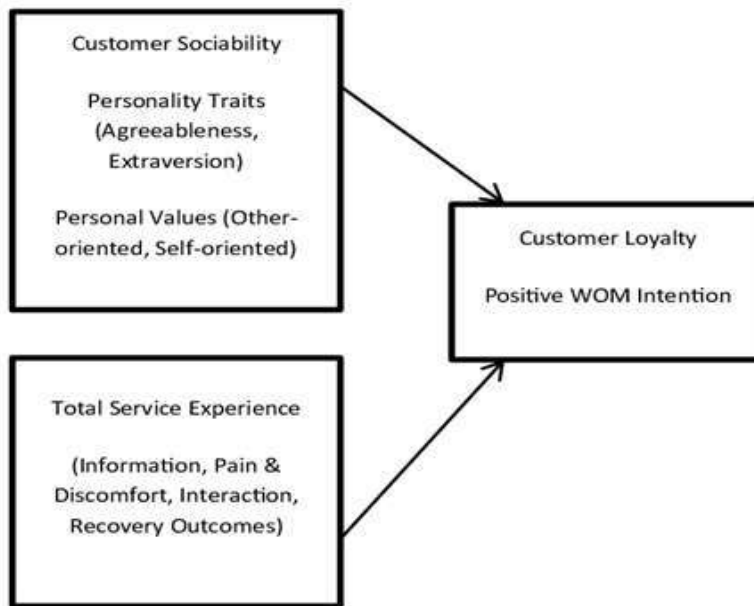 Customer Sociability
Personality Traits
(Agreeableness,
Extraversion)
Personal Values (Other-
oriented, Self-oriented)
Customer Loyalty
Positive WOM Intention
Total Service Experience
(Information, Pain &
Discomfort, Interaction,
Recovery Outcomes)